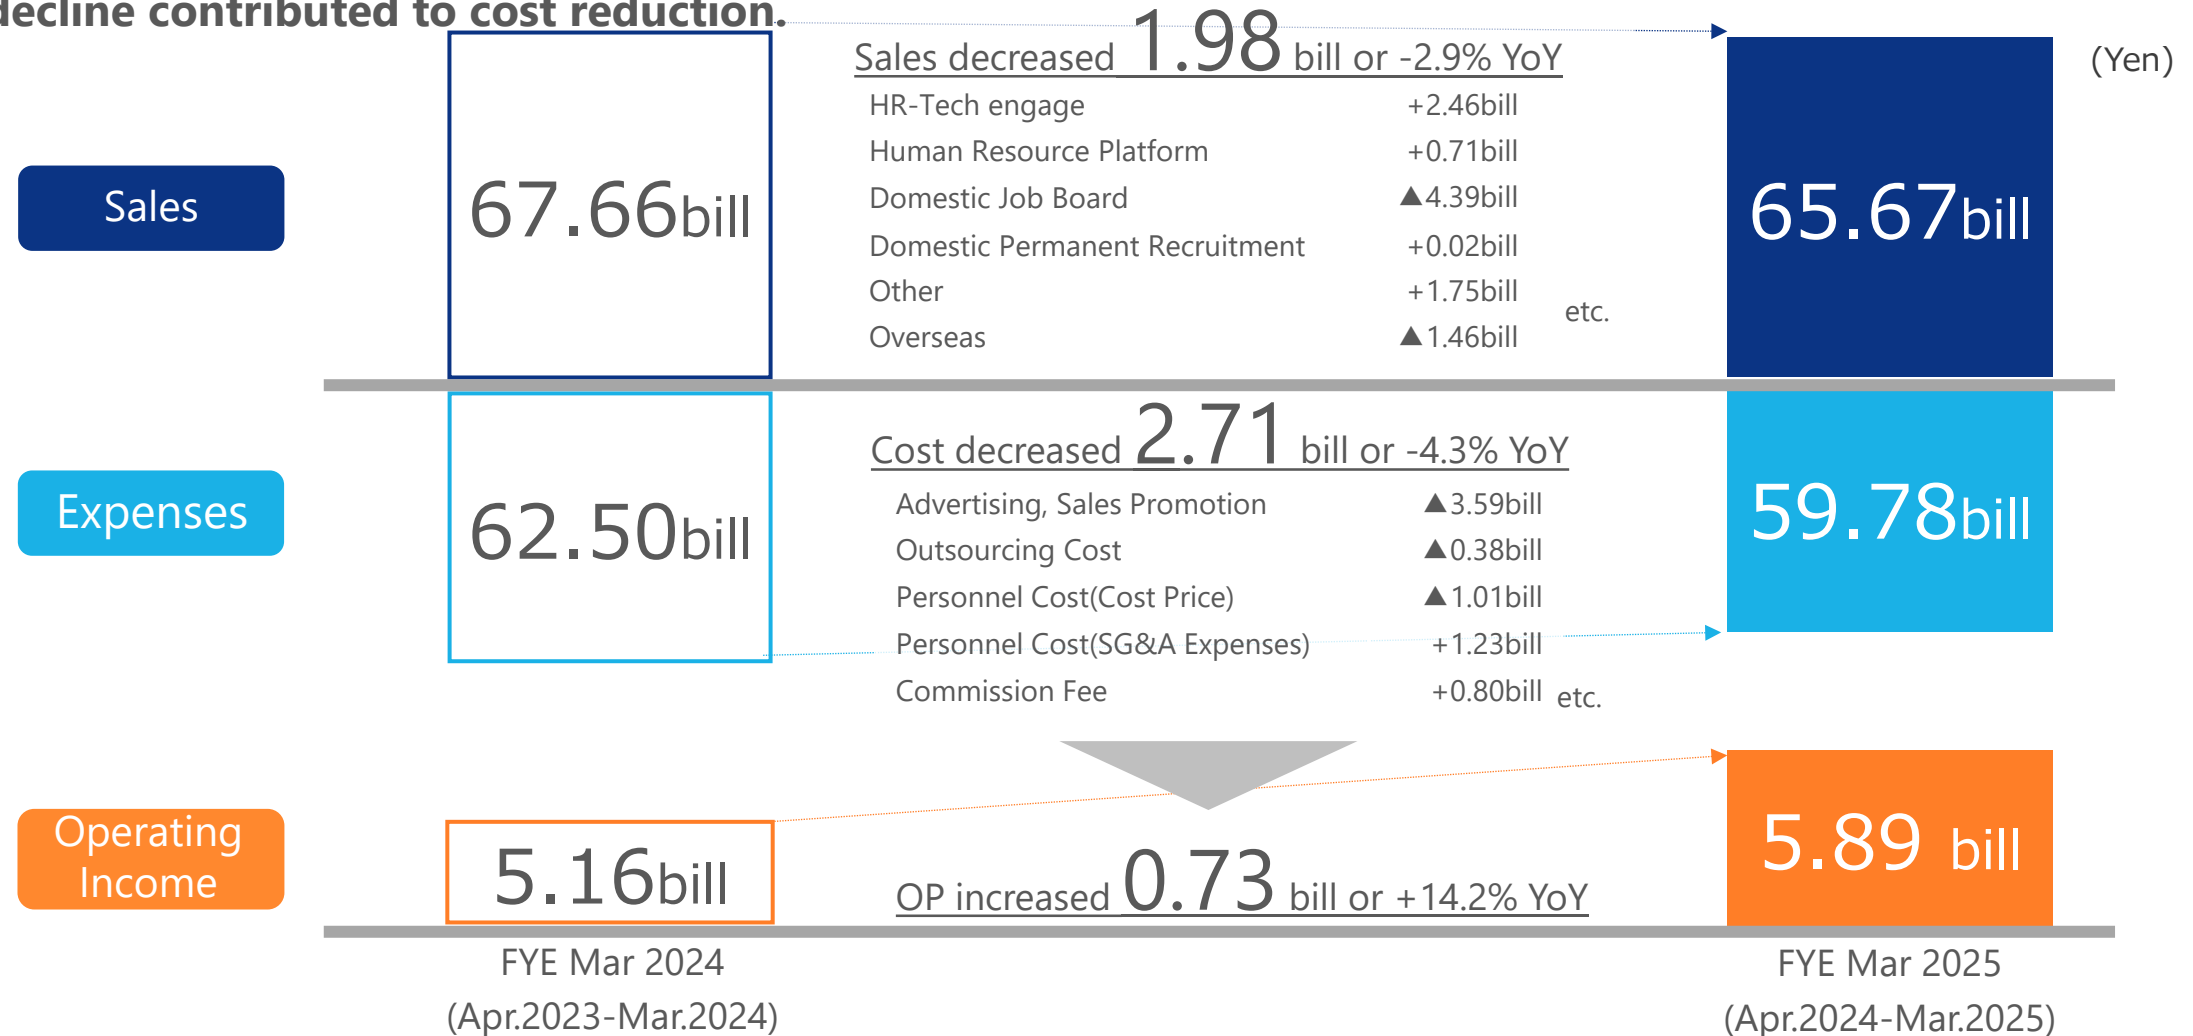 decline contributed to cost reduction.
(Yen)
Sales
67.66bill
Sales decreased 1.98 bill or -2.9% YoY
HR-Tech engage +2.46bill
Human Resource Platform +0.71bill
Domestic Job Board ▲4.39bill
Domestic Permanent Recruitment +0.02bill
Other +1.75bill
Overseas ▲1.46bill
etc.
65.67bill
Expenses
62.50bill
Cost decreased 2.71 bill or -4.3% YoY
Advertising, Sales Promotion ▲3.59bill
Outsourcing Cost ▲0.38bill
Personnel Cost(Cost Price) ▲1.01bill
Personnel Cost(SG&A Expenses) +1.23bill
Commission Fee +0.80bill etc.
59.78bill
Operating
Income
5.16bill
OP increased 0.73 bill or +14.2% YoY
5.89 bill
FYE Mar 2024
(Apr.2023-Mar.2024)
FYE Mar 2025
(Apr.2024-Mar.2025)